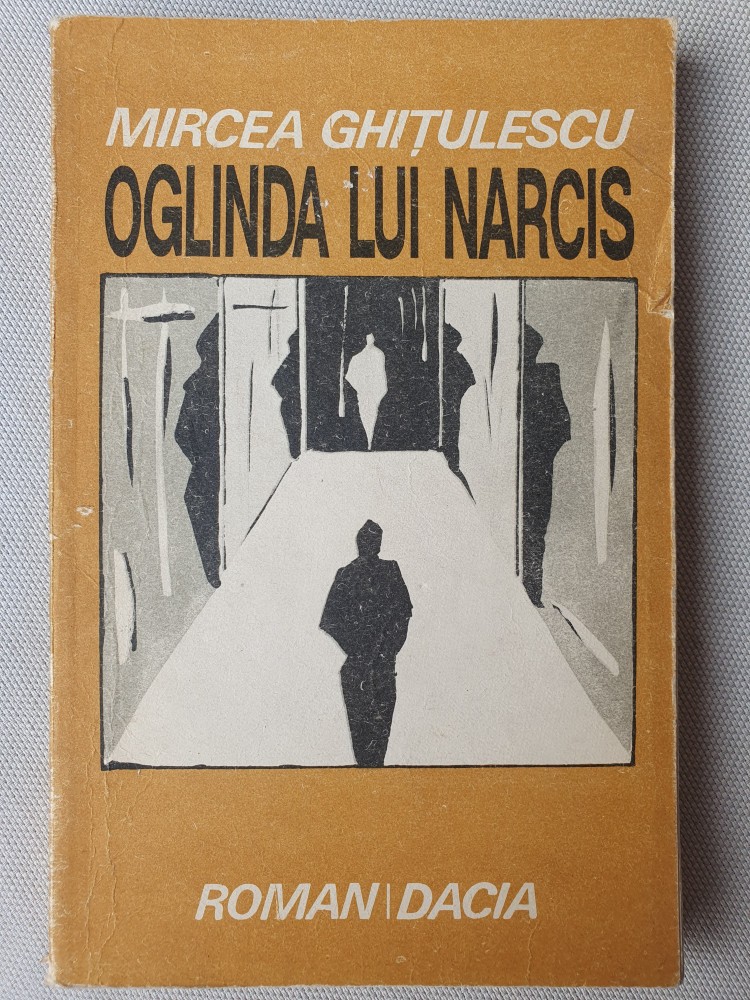 MIRCEA GHIȚULESCU
OGLINDA LUI NARCIS
ROMAN|DACIA